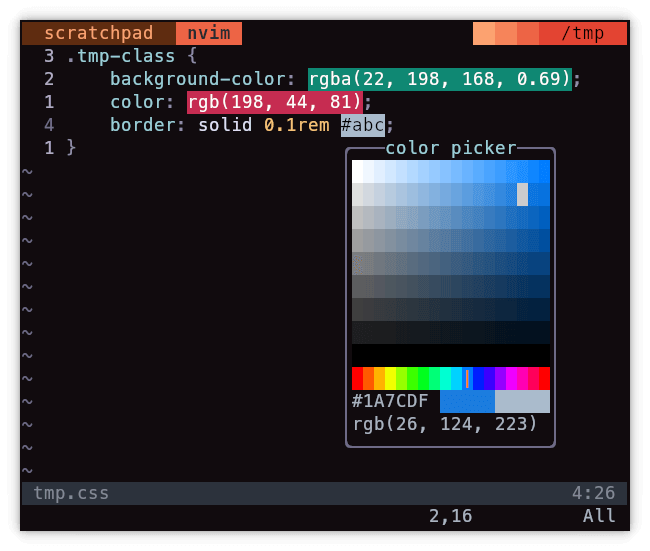 scratchpad nvim /tmp
3 .tmp-class {
2 background-color: rgba(22, 198, 168, 0.69);
1 color: rgb(198, 44, 81);
4 border: solid 0.1rem #abc;
1 }
color picker
~
~
~
~
~
~
~
~
~
~
~
~
~
~
#1A7CDF
rgb(26, 124, 223)
tmp.css 4:26
2,16 All